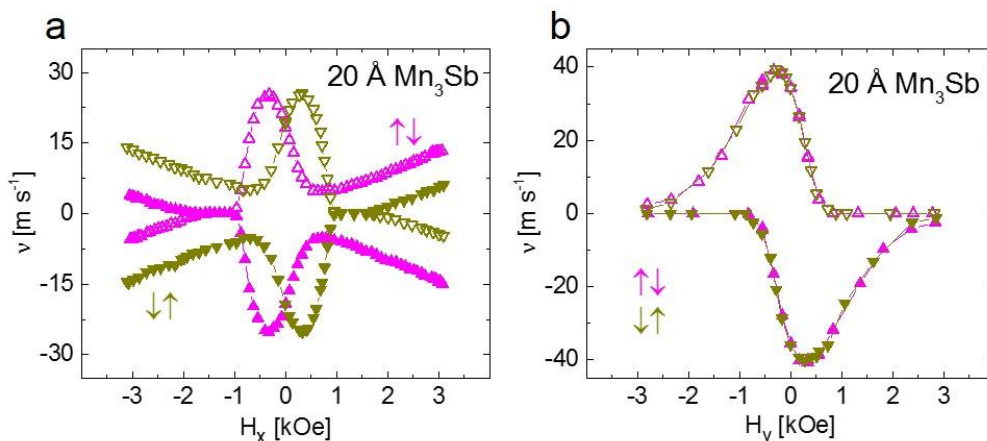 a
20 Å Mn₃Sb
↑↓
↓↑
ν [m s⁻¹]
30
15
0
-15
-30
-3 -2 -1 0 1 2 3
Hₓ [kOe]
b
20 Å Mn₃Sb
↑↓
↓↑
ν [m s⁻¹]
40
20
0
-20
-40
-3 -2 -1 0 1 2 3
Hᵧ [kOe]